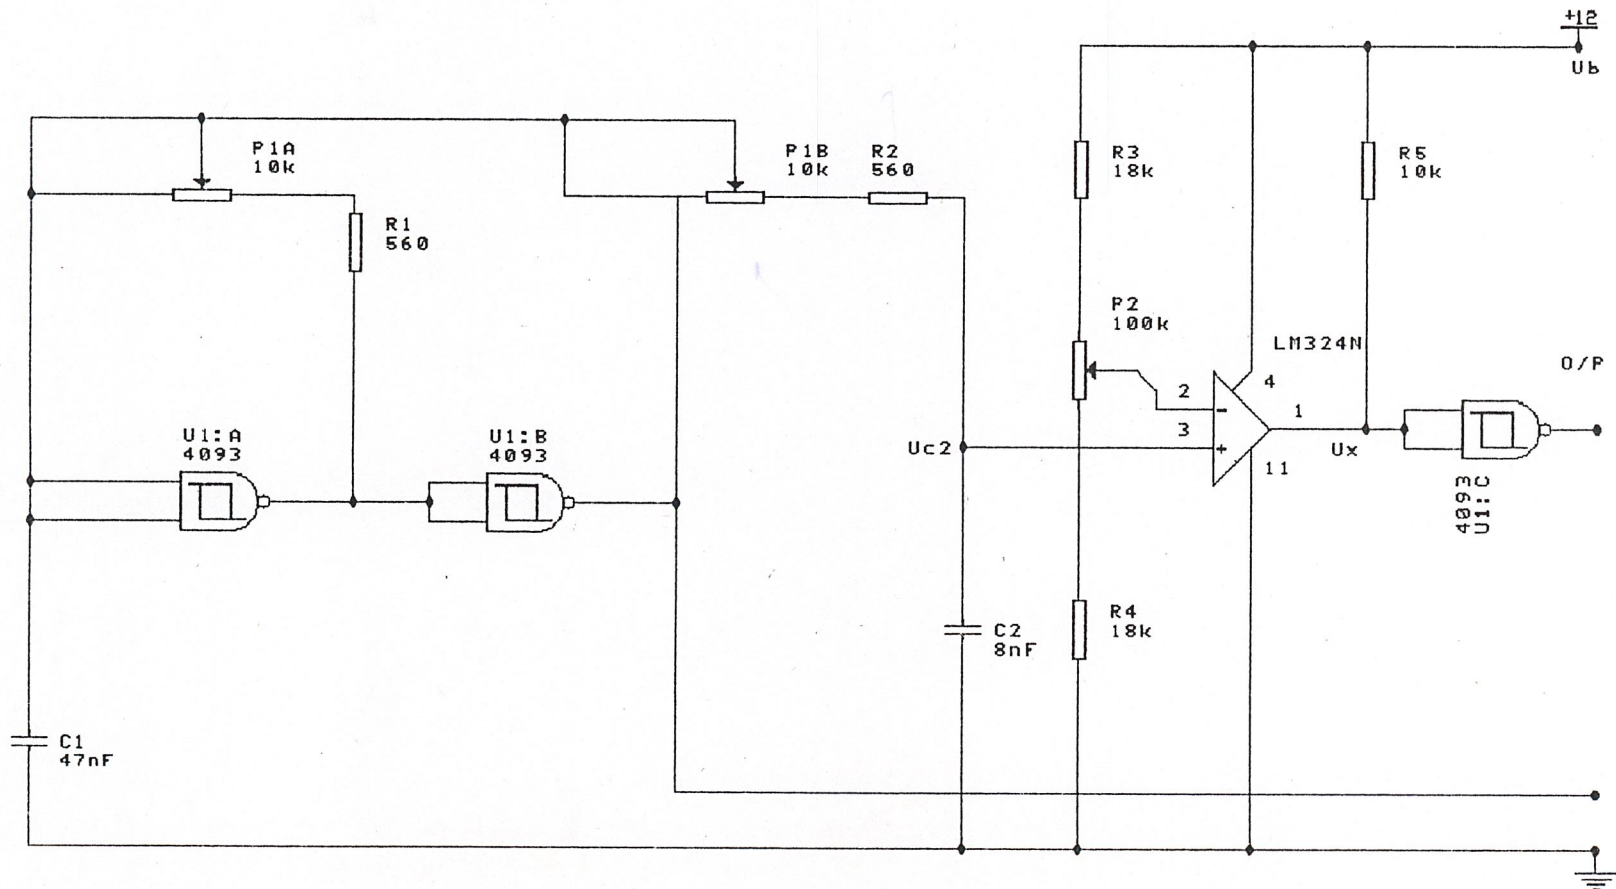 +12
Ub
P1A
10k
P1B
10k
R2
560
R3
18k
R5
10k
R1
560
P2
100k
LM324N
O/P
2
4
3
1
11
U1:A
4093
U1:B
4093
Uc2
Ux
4093
U1:C
R4
18k
C2
8nF
C1
47nF